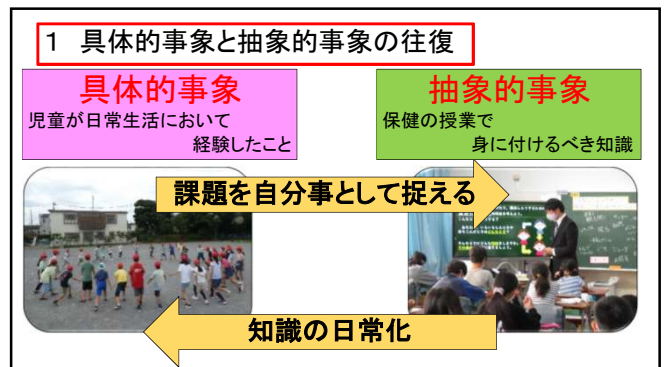 1 具体的事象と抽象的事象の往復
具体的事象
児童が日常生活において
経験したこと
抽象的事象
保健の授業で
身に付けるべき知識
課題を自分事として捉える
知識の日常化